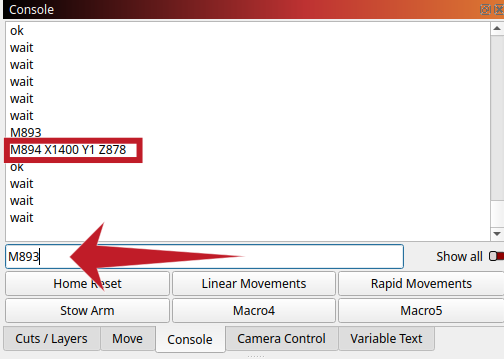 Console
ok
wait
wait
wait
wait
wait
M893
M894 X1400 Y1 Z878
ok
wait
wait
wait
M893
Show all
Home Reset Linear Movements Rapid Movements
Stow Arm Macro4 Macro5
Cuts / Layers Move Console Camera Control Variable Text